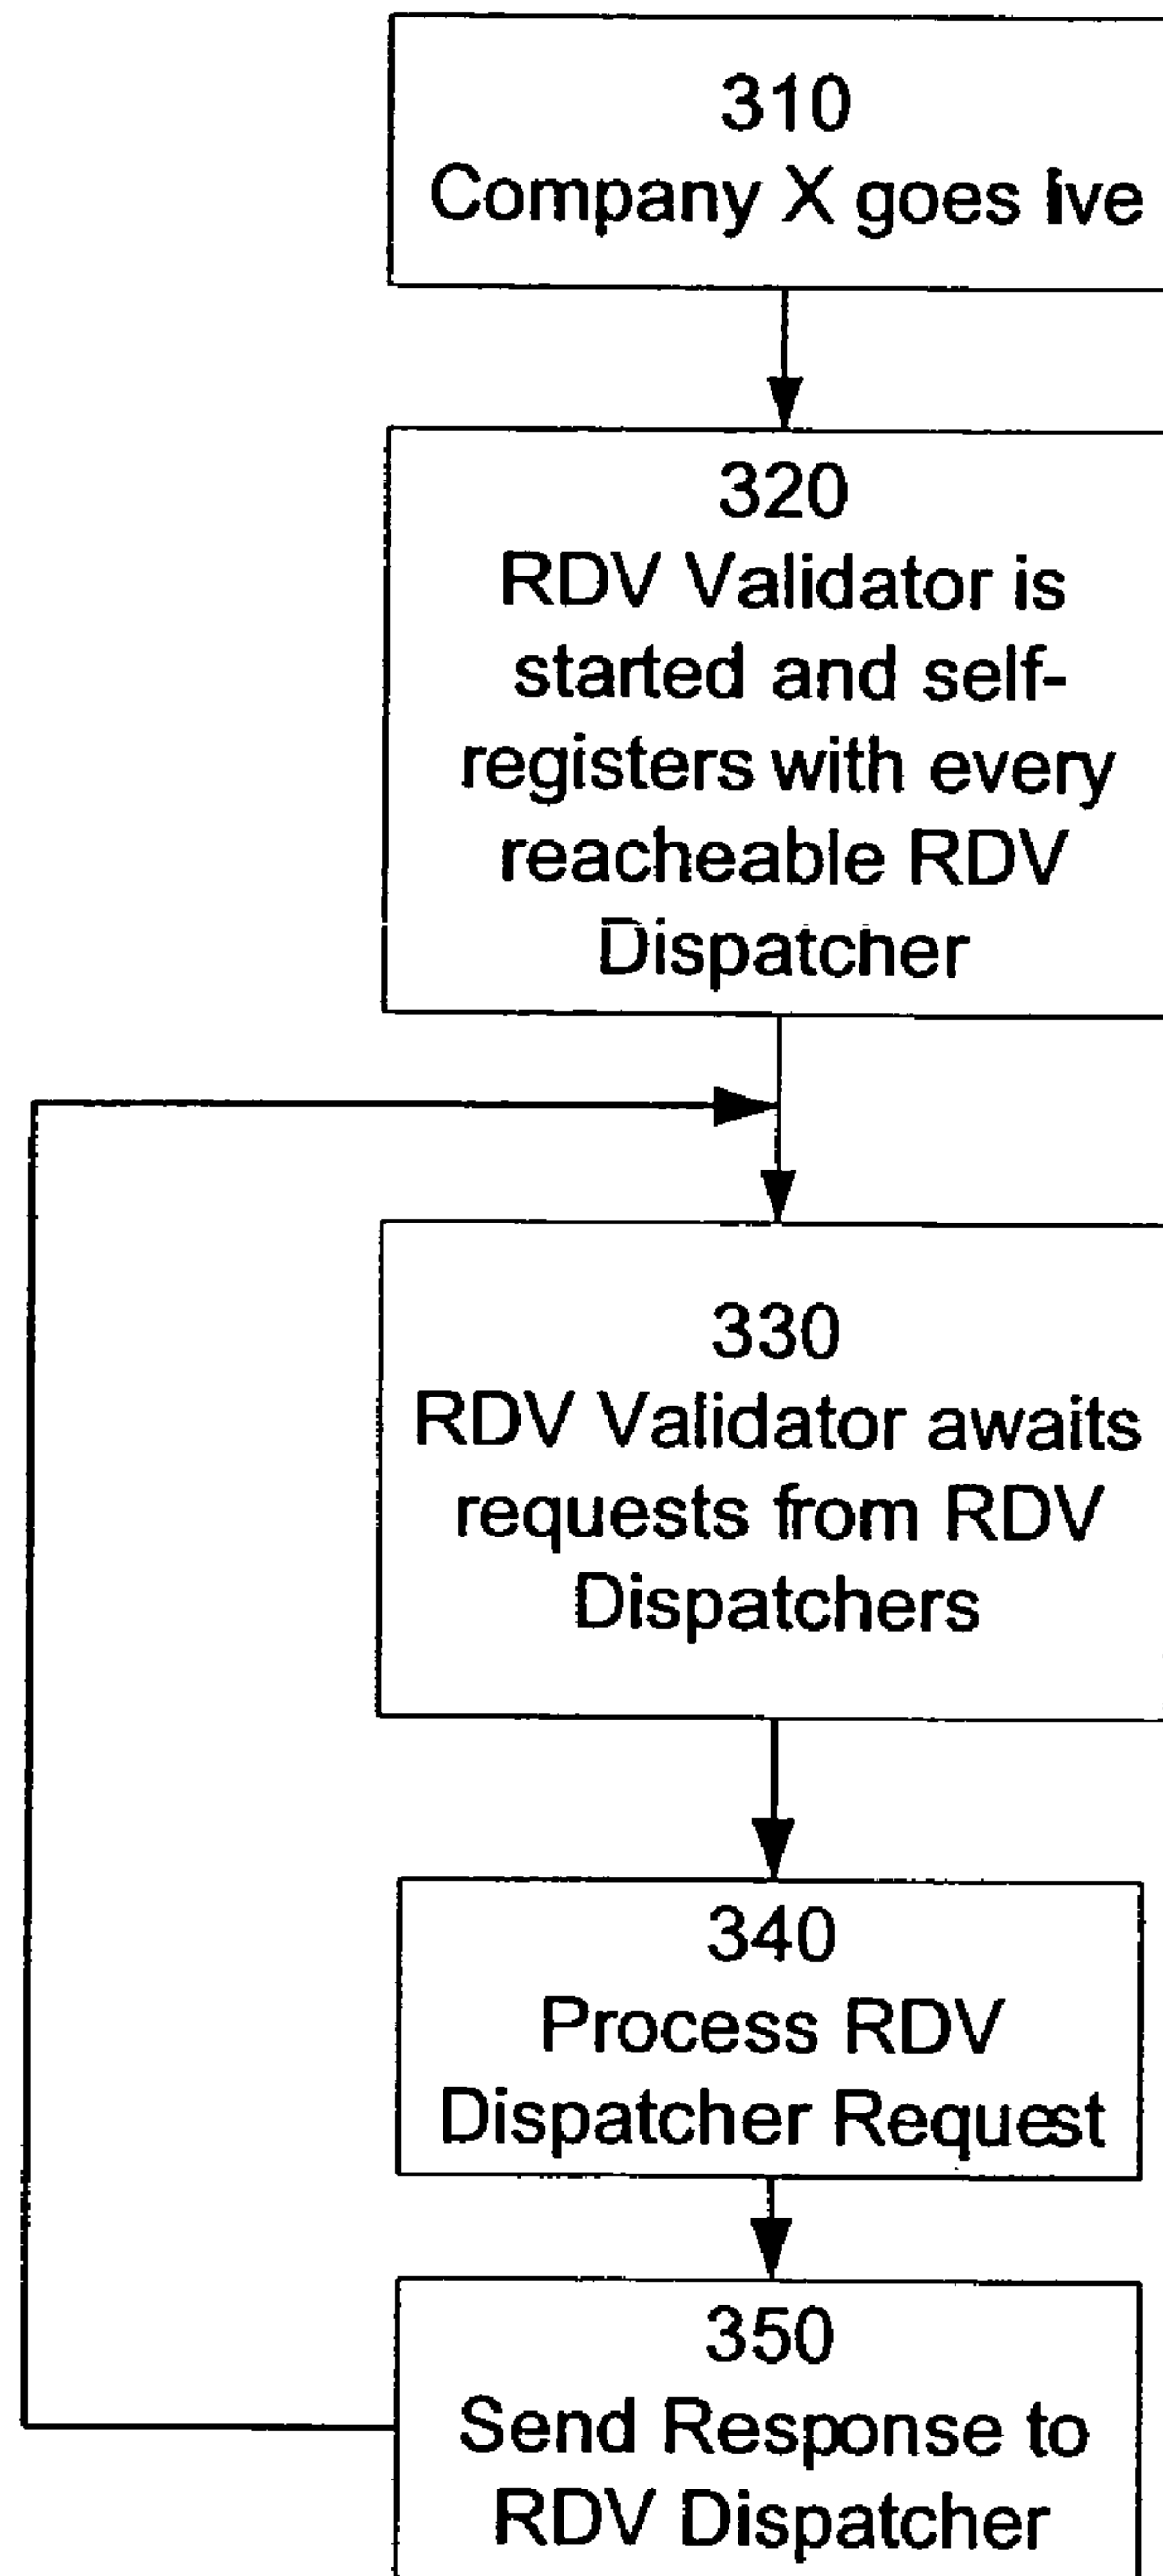 310
Company X goes live
320
RDV Validator is
started and self-
registers with every
reacheable RDV
Dispatcher
330
RDV Validator awaits
requests from RDV
Dispatchers
340
Process RDV
Dispatcher Request
350
Send Response to
RDV Dispatcher